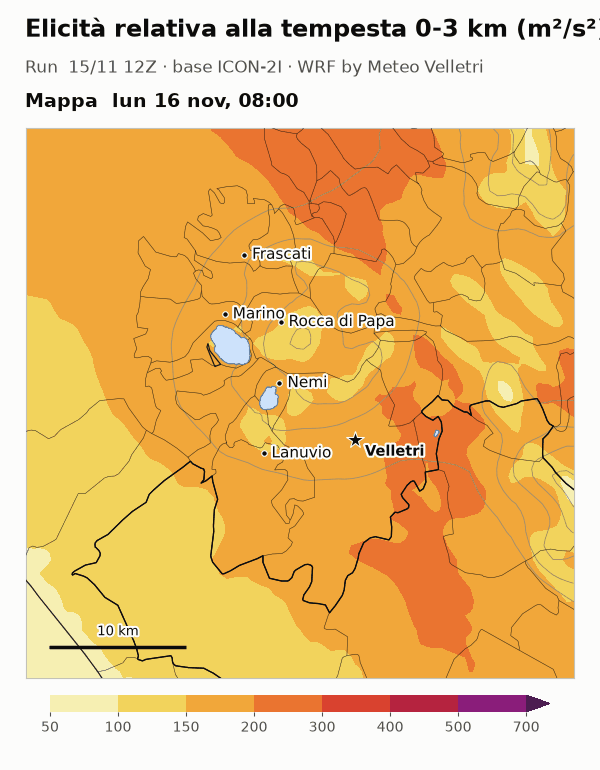 Elicità relativa alla tempesta 0-3 km (m²/s²)
Run  15/11 12Z · base ICON-2I · WRF by Meteo Velletri
Mappa  lun 16 nov, 08:00
Frascati
Marino
Rocca di Papa
Nemi
Velletri
Lanuvio
10 km
50 100 150 200 300 400 500 700